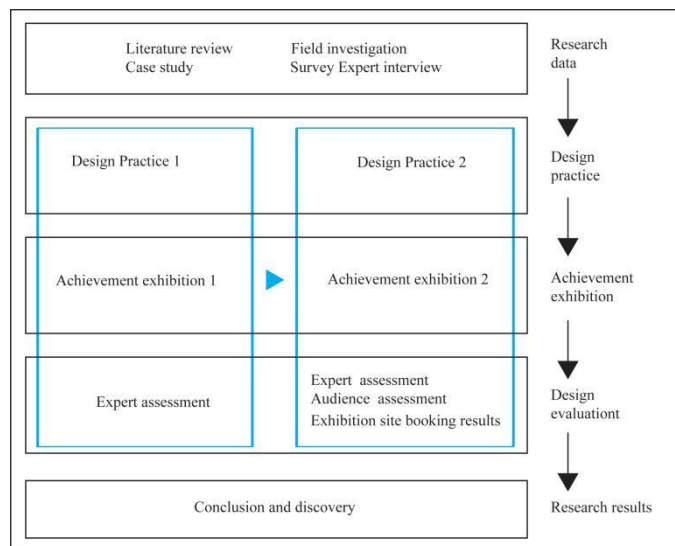 Literature review Field investigation Research
Case study Survey Expert interview data
Design Practice 1 Design Practice 2 Design
practice
Achievement exhibition 1 Achievement exhibition 2 Achievement
exhibition
Expert assessment
Expert assessment
Audience assessment
Exhibition site booking results
Design
evaluationt
Conclusion and discovery Research results